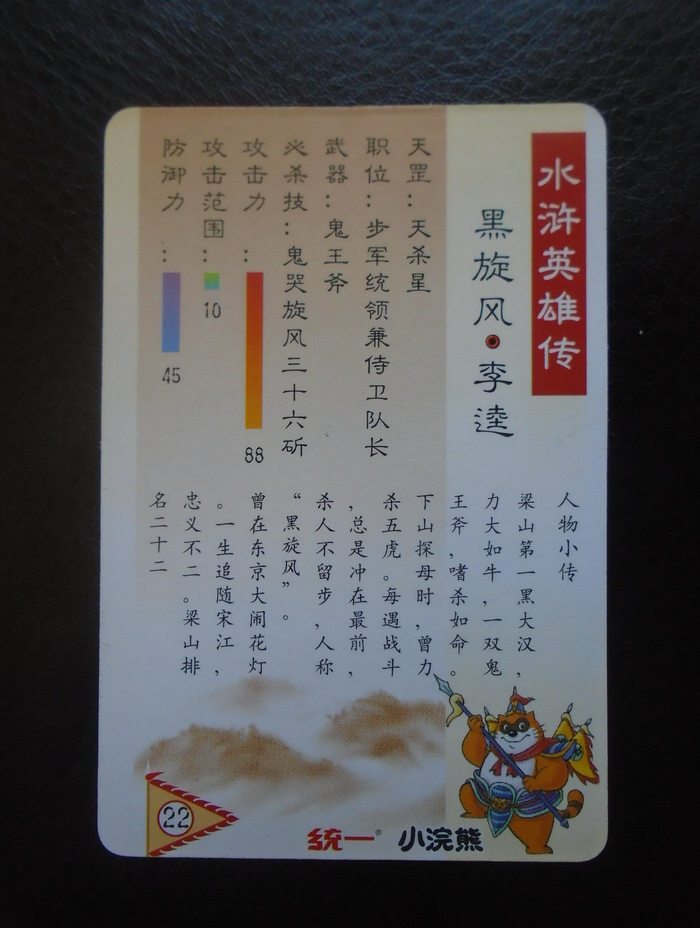 水浒英雄传
黑旋风·李逵
天罡：天杀星
职位：步军统领兼侍卫队长
武器：鬼王斧
必杀技：鬼哭旋风三十六斫
攻击力：
88
攻击范围：
10
防御力：
45
人物小传
梁山第一黑大汉，
力大如牛，一双鬼
王斧，嗜杀如命。
下山探母时，曾力
杀五虎。每遇战斗
，总是冲在最前，
杀人不留步，人称
“黑旋风”。
曾在东京大闹花灯
。一生追随宋江，
忠义不二。梁山排
名二十二
22
统一®
小浣熊